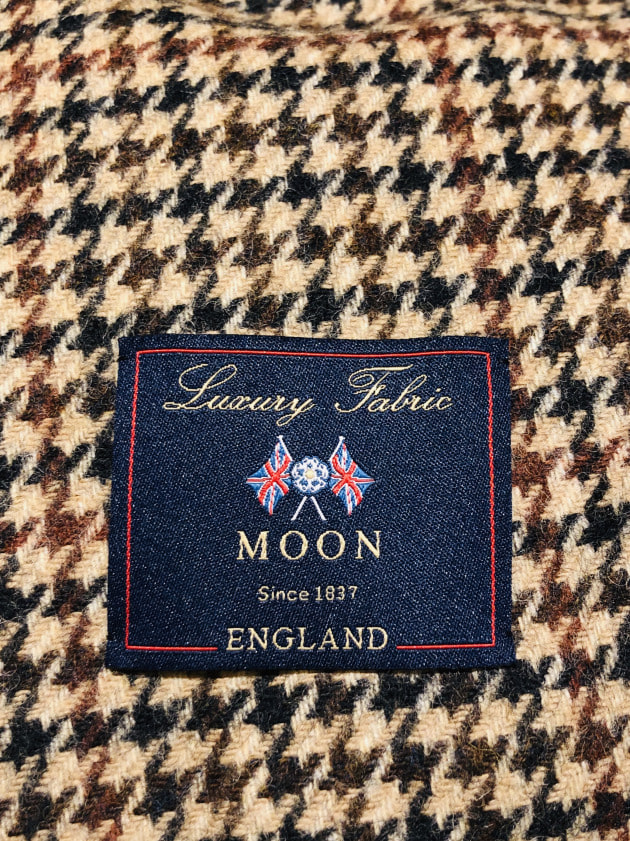 Luxury Fabric
MOON
Since 1837
ENGLAND